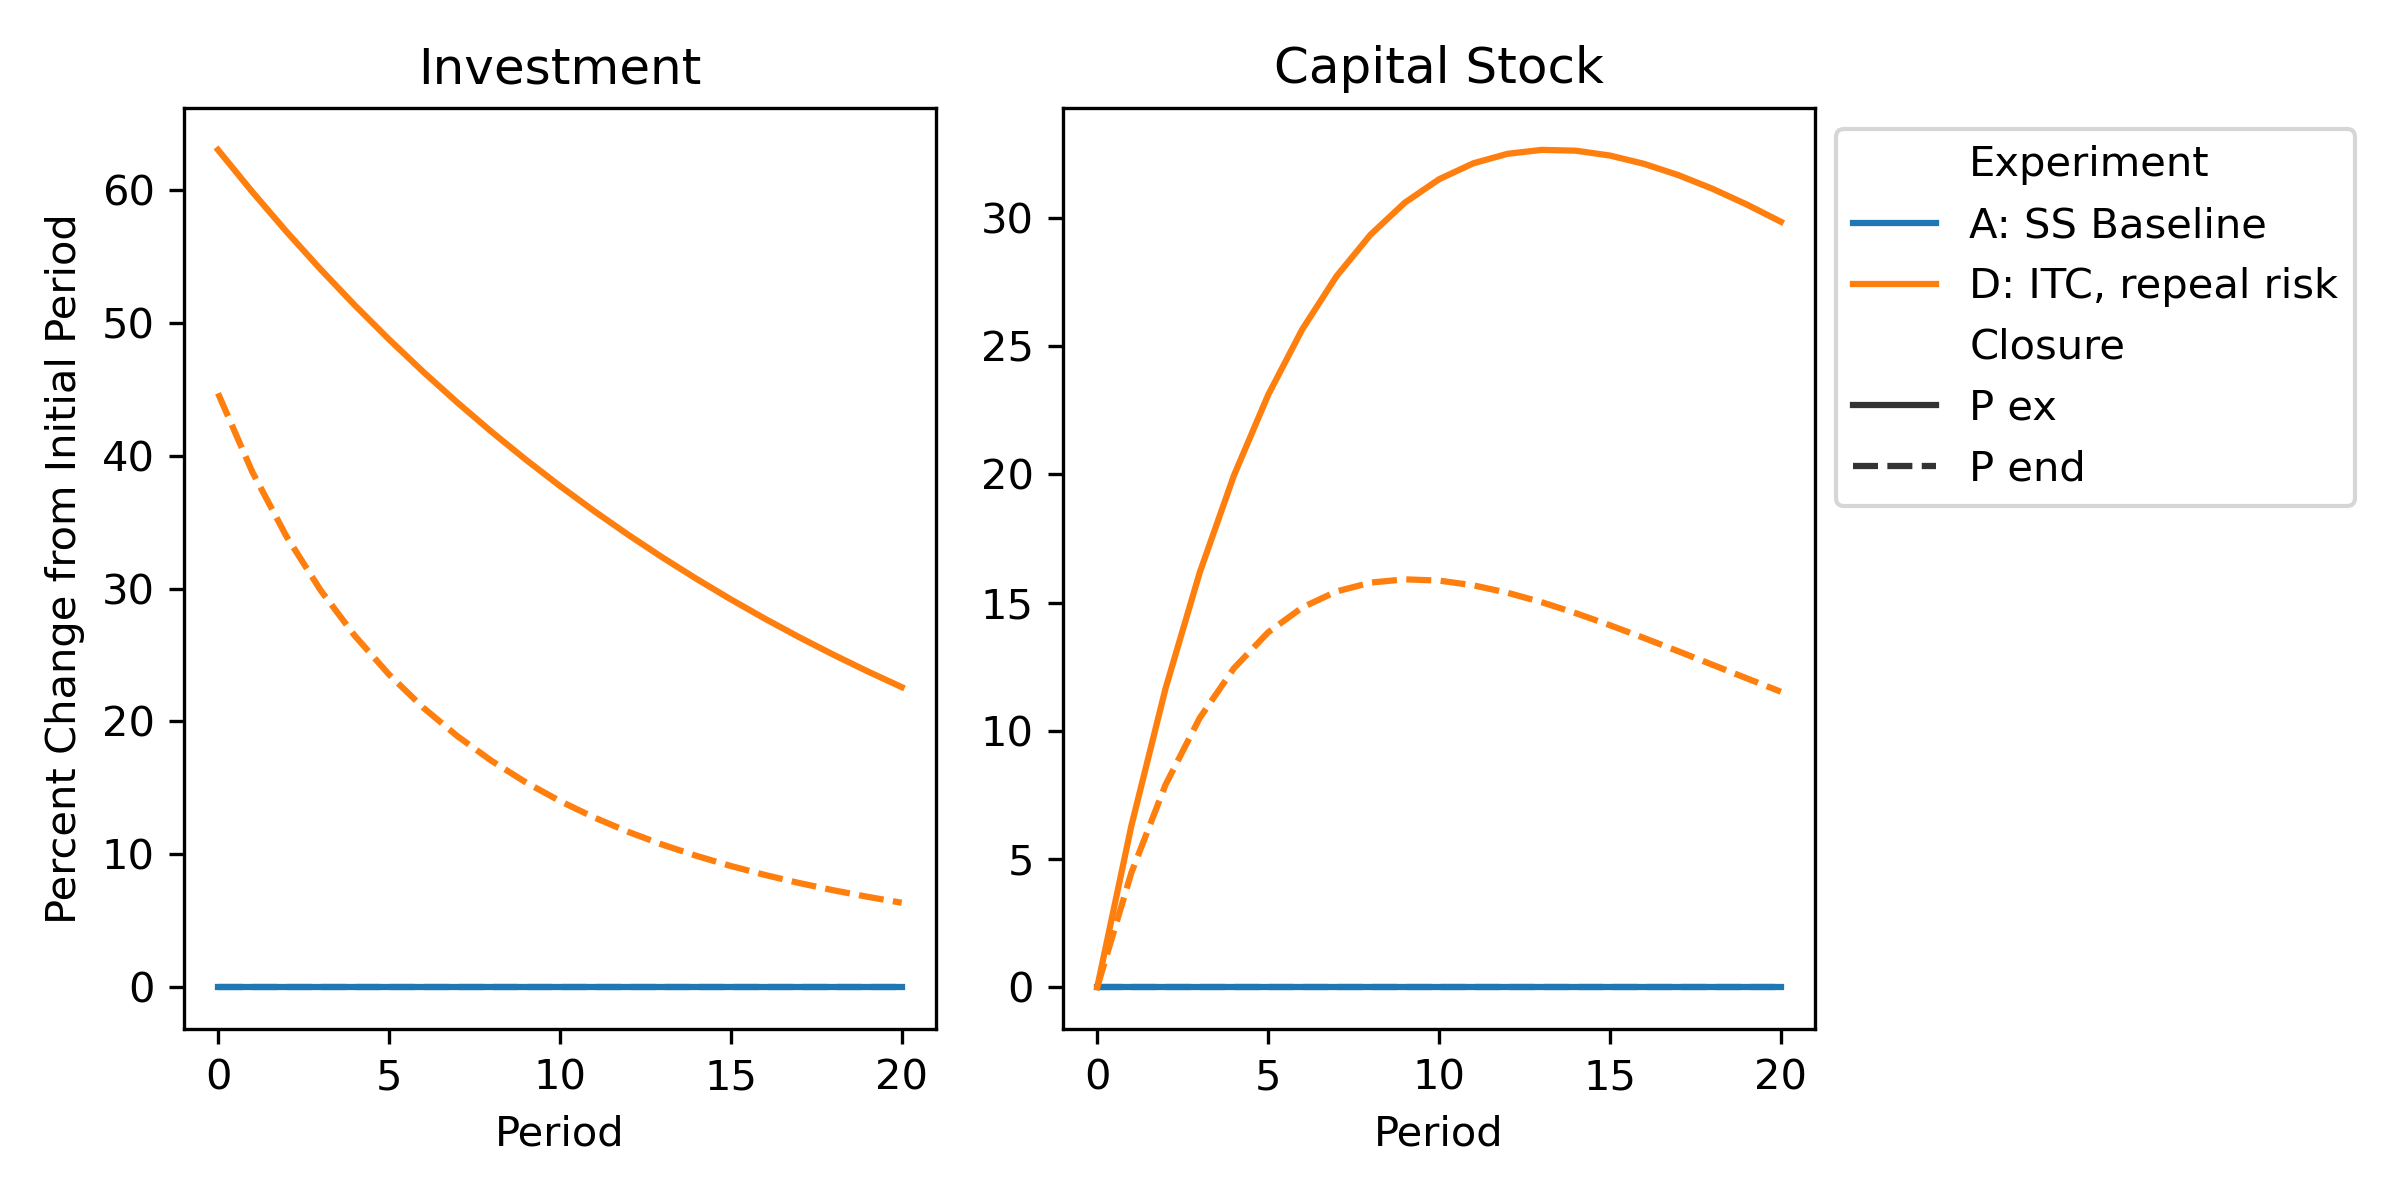 Investment
Capital Stock
Percent Change from Initial Period
60
50
40
30
20
10
0
0 5 10 15 20
Period
30
25
20
15
10
5
0
0 5 10 15 20
Period
Experiment
A: SS Baseline
D: ITC, repeal risk
Closure
P ex
P end